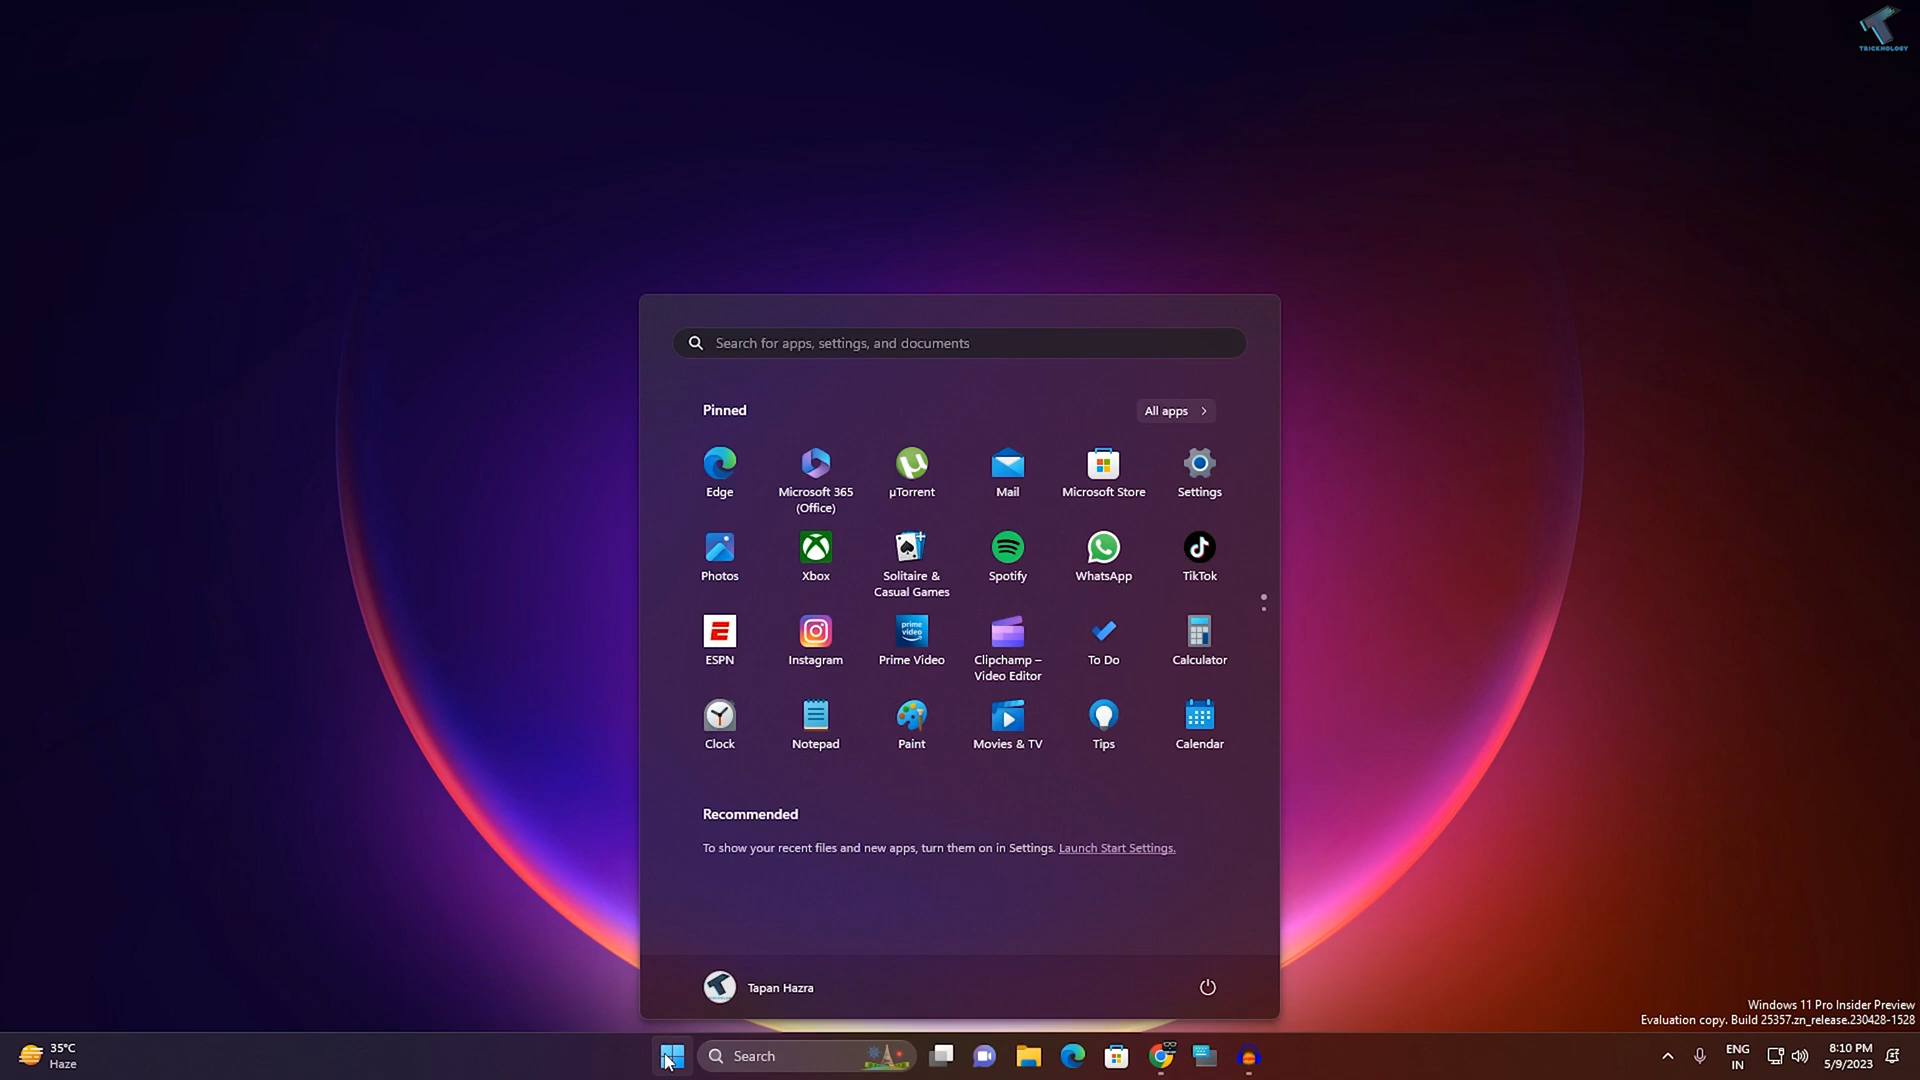 TRICKNOLOGY
Search for apps, settings, and documents
Pinned
All apps
Edge
Microsoft 365
(Office)
µTorrent
Mail
Microsoft Store
Settings
Photos
Xbox
Solitaire &
Casual Games
Spotify
WhatsApp
TikTok
ESPN
Instagram
prime
video
Prime Video
Clipchamp –
Video Editor
To Do
Calculator
Clock
Notepad
Paint
Movies & TV
Tips
Calendar
Recommended
To show your recent files and new apps, turn them on in Settings. Launch Start Settings.
Tapan Hazra
Windows 11 Pro Insider Preview
Evaluation copy. Build 25357.zn_release.230428-1528
35°C
Haze
Search
ENG
IN
8:10 PM
5/9/2023